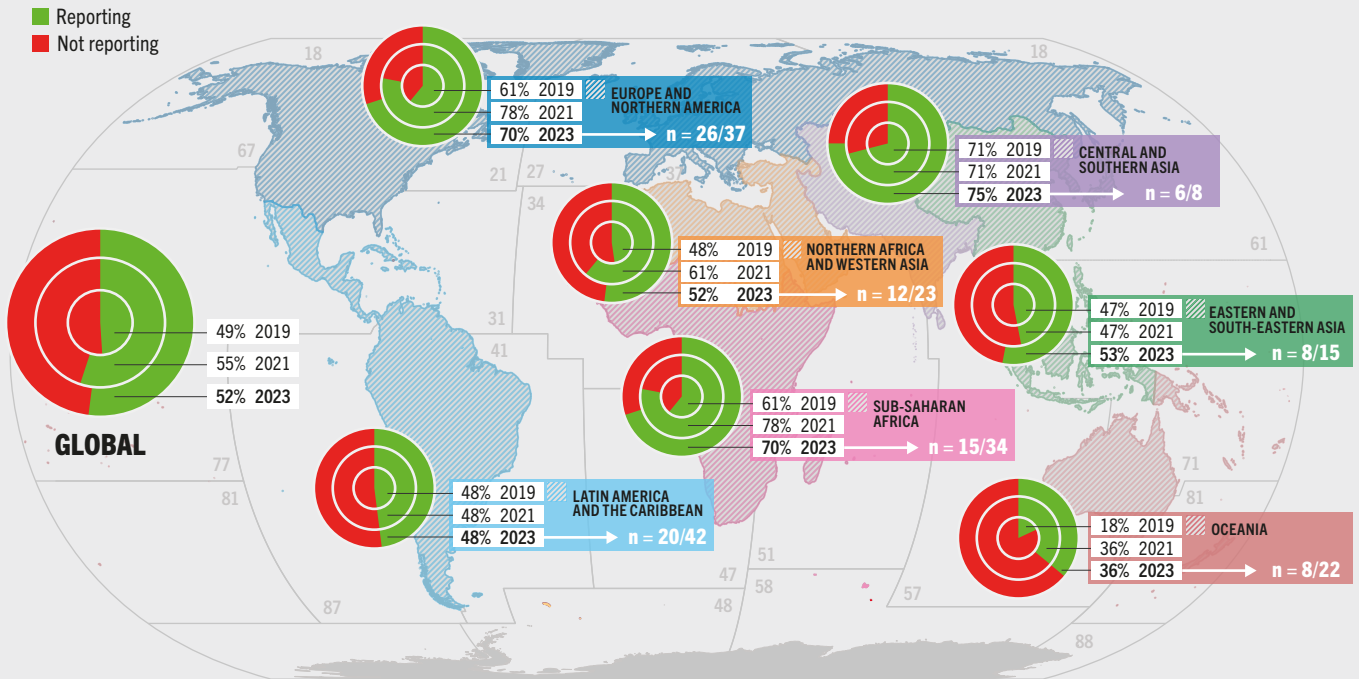 Reporting
Not reporting
18
18
61% 2019
78% 2021
70% 2023
EUROPE AND
NORTHERN AMERICA
n = 26/37
71% 2019
71% 2021
75% 2023
CENTRAL AND
SOUTHERN ASIA
n = 6/8
67
21
27
37
34
48% 2019
61% 2021
52% 2023
NORTHERN AFRICA
AND WESTERN ASIA
n = 12/23
61
47% 2019
47% 2021
53% 2023
EASTERN AND
SOUTH-EASTERN ASIA
n = 8/15
31
41
49% 2019
55% 2021
52% 2023
GLOBAL
61% 2019
78% 2021
70% 2023
SUB-SAHARAN
AFRICA
n = 15/34
77
81
71
81
48% 2019
48% 2021
48% 2023
LATIN AMERICA
AND THE CARIBBEAN
n = 20/42
18% 2019
36% 2021
36% 2023
OCEANIA
n = 8/22
51
47
58
87
48
57
88